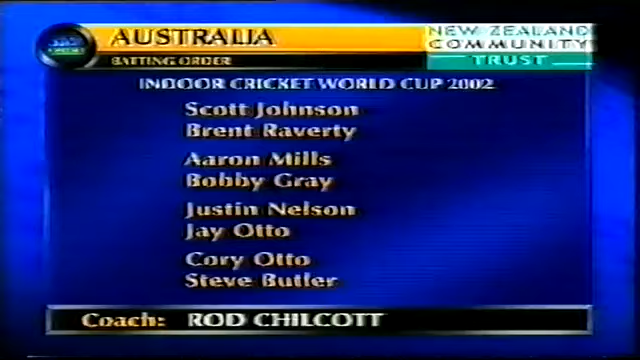 AUSTRALIA
BATTING ORDER
NEW ZEALAND
COMMUNITY
TRUST
INDOOR CRICKET WORLD CUP 2002
Scott Johnson
Brent Raverty
Aaron Mills
Bobby Gray
Justin Nelson
Jay Otto
Cory Otto
Steve Butler
Coach: ROD CHILCOTT